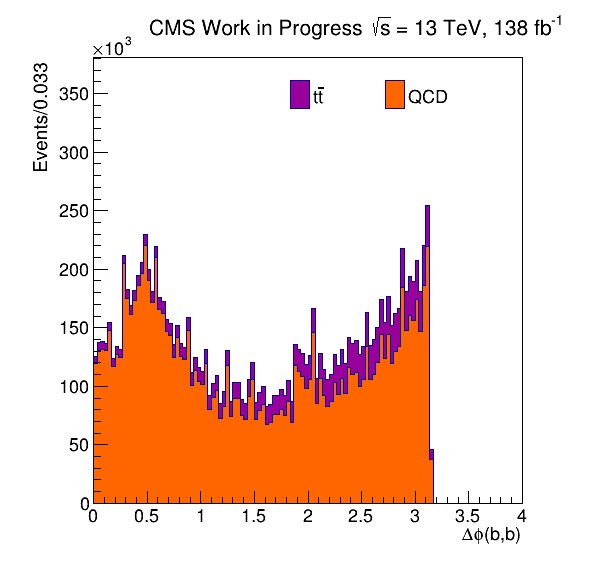 CMS Work in Progress √s = 13 TeV, 138 fb⁻¹
×10³
Events/0.033
350
300
250
200
150
100
50
0
tt̄
QCD
0 0.5 1 1.5 2 2.5 3 3.5 4
Δϕ(b,b)